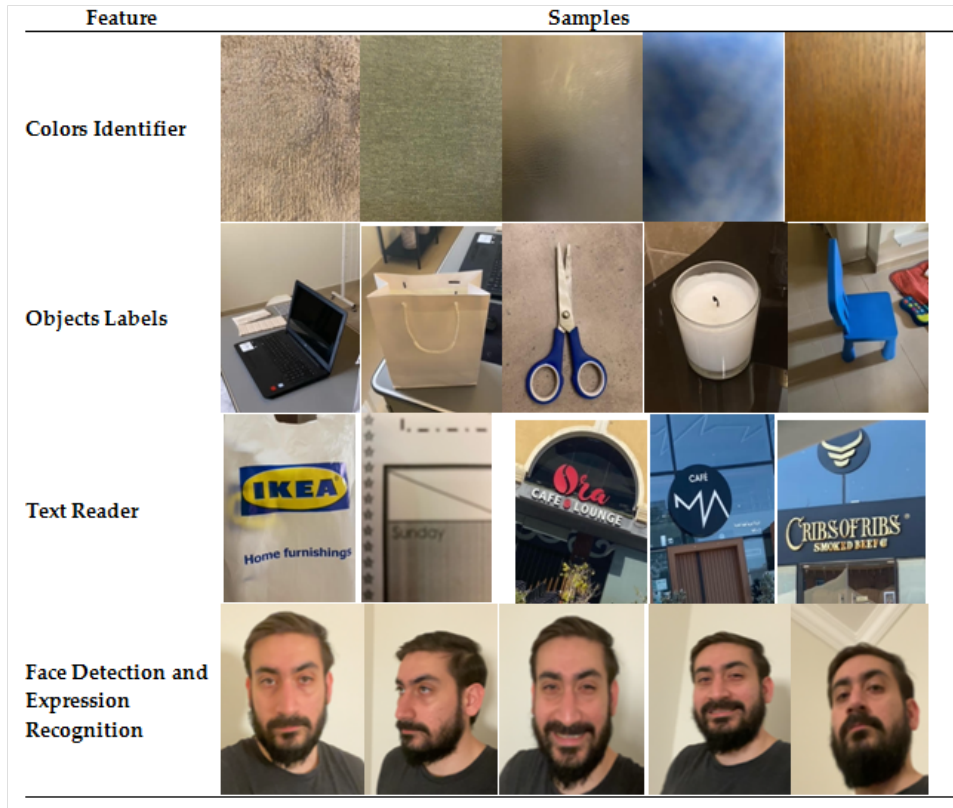 Feature Samples
Colors Identifier
Objects Labels
Text Reader
IKEA
Home furnishings
Sunday
Ora
CAFE LOUNGE
CAFÉ
MA
CRIBS OF RIBS
SMOKED BEEF
Face Detection and
Expression
Recognition